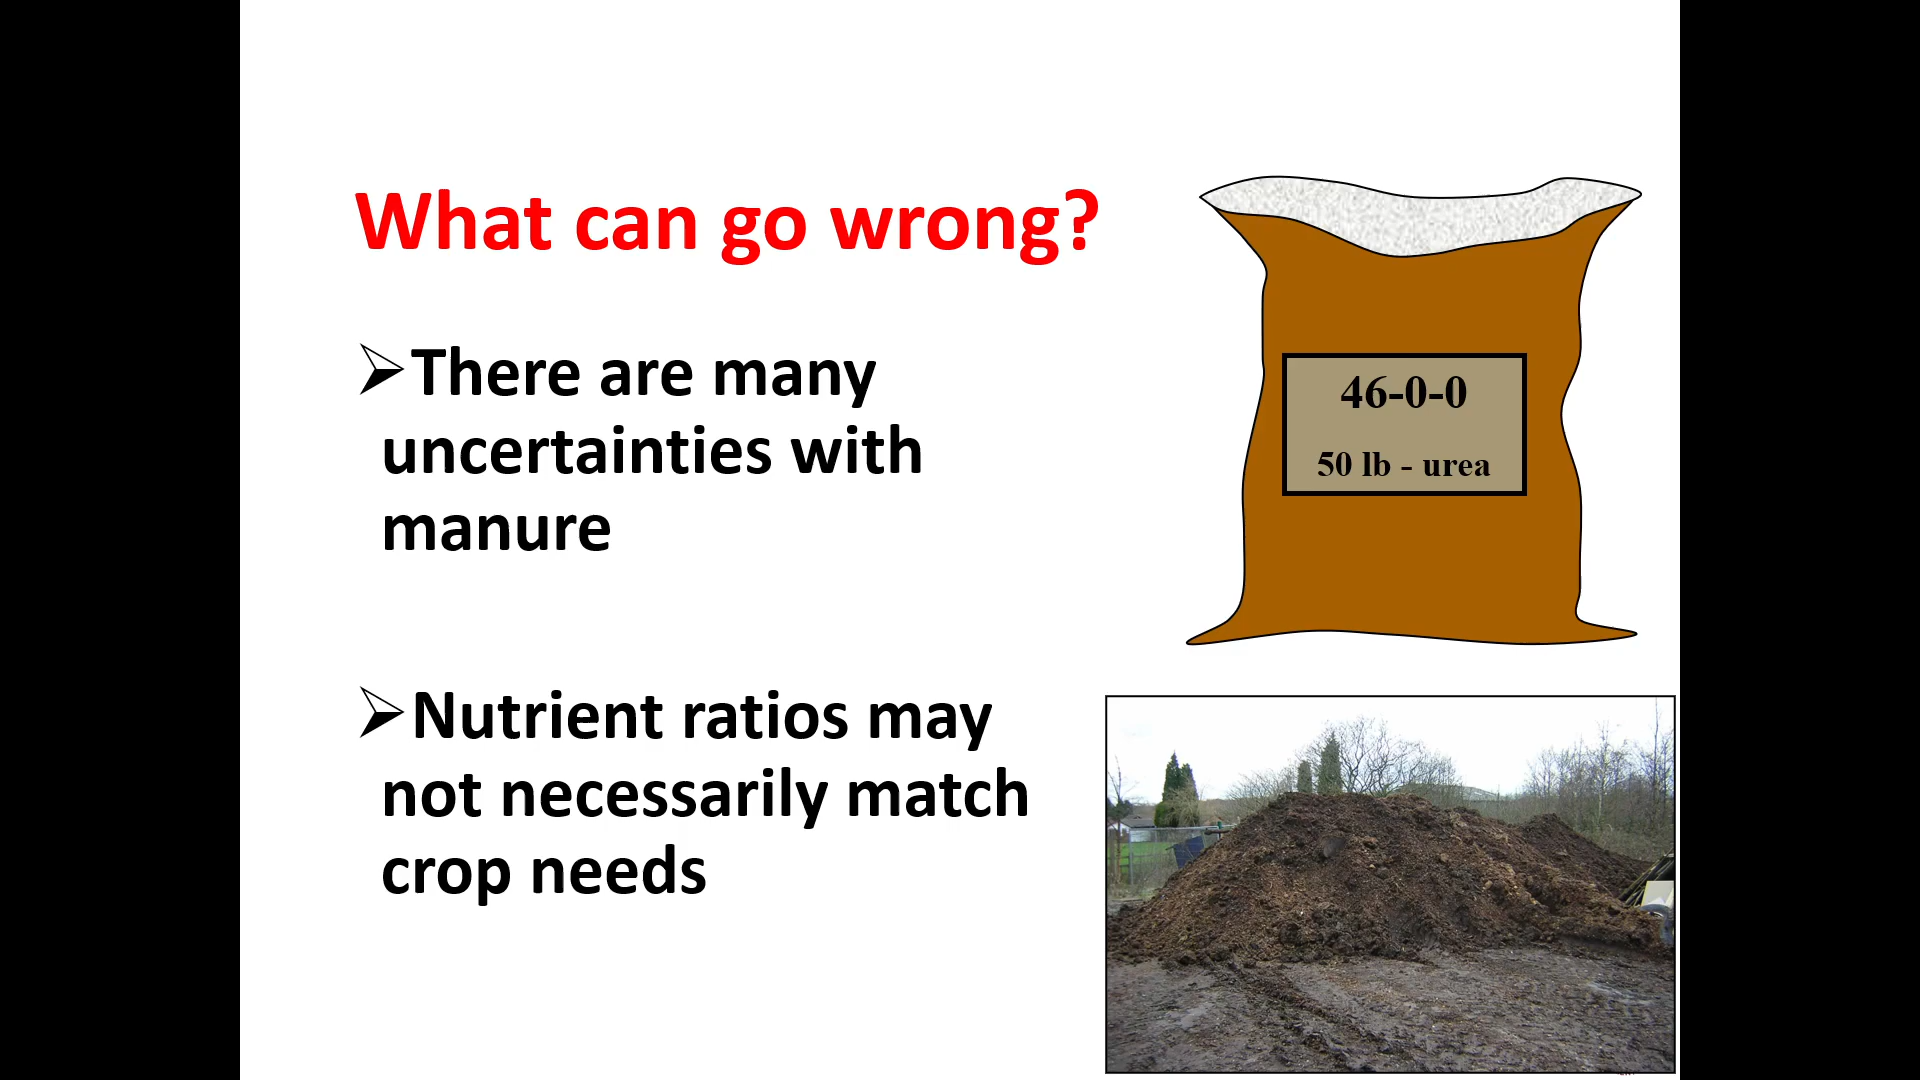 What can go wrong?
➢There are many
uncertainties with
manure
➢Nutrient ratios may
not necessarily match
crop needs
46-0-0
50 lb - urea